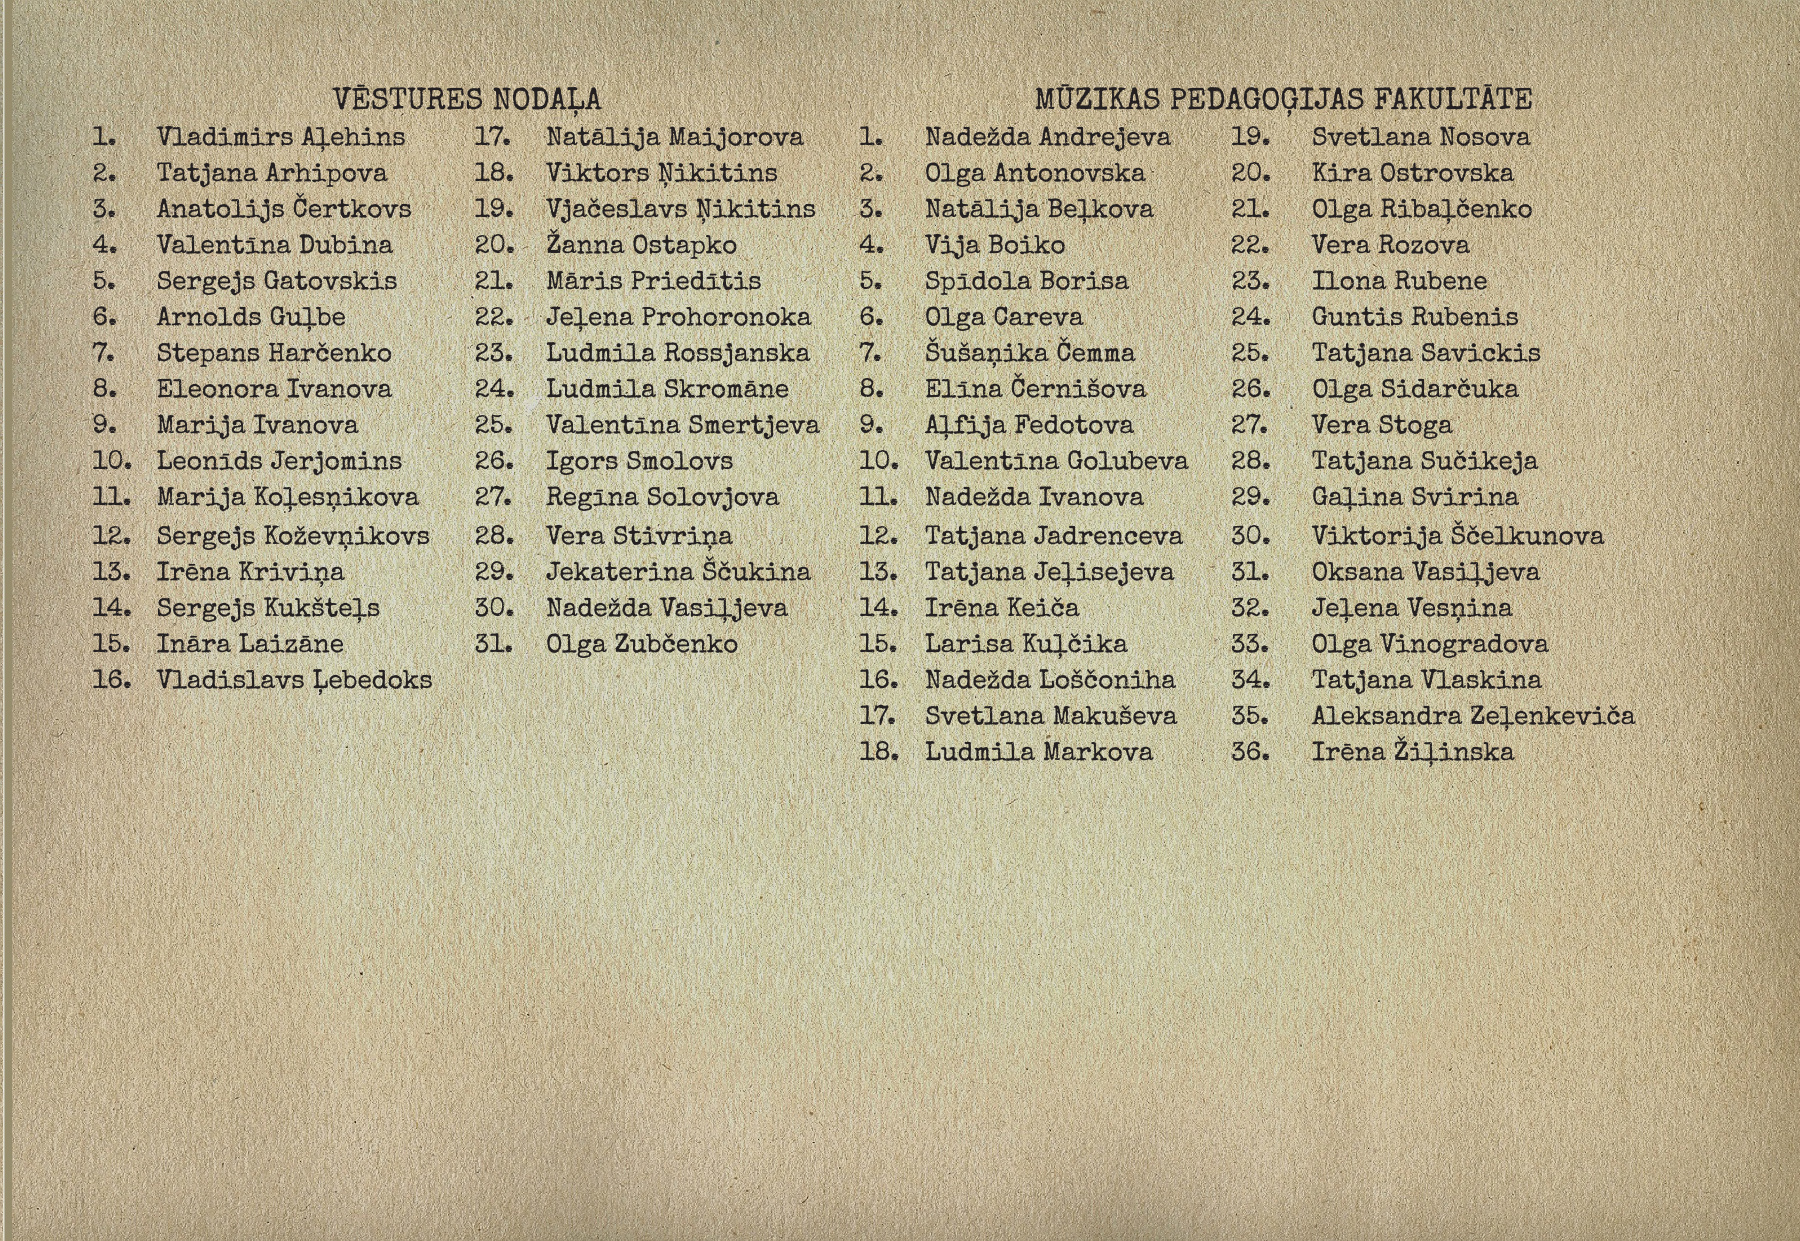 VĒSTURES NODAĻA
1. Vladimirs Aļehins
2. Tatjana Arhipova
3. Anatolijs Čertkovs
4. Valentīna Dubina
5. Sergejs Gatovskis
6. Arnolds Guļbe
7. Stepans Harčenko
8. Eleonora Ivanova
9. Marija Ivanova
10. Leonīds Jerjomins
11. Marija Koļesņikova
12. Sergejs Koževņikovs
13. Irēna Kriviņa
14. Sergejs Kukšteļs
15. Ināra Laizāne
16. Vladislavs Ļebedoks
17. Natālija Maijorova
18. Viktors Ņikitins
19. Vjačeslavs Ņikitins
20. Žanna Ostapko
21. Māris Priedītis
22. Jeļena Prohoronoka
23. Ludmila Rossjanska
24. Ludmila Skromāne
25. Valentīna Smertjeva
26. Igors Smolovs
27. Regīna Solovjova
28. Vera Stivriņa
29. Jekaterina Ščukina
30. Nadežda Vasiļjeva
31. Olga Zubčenko
MŪZIKAS PEDAGOĢIJAS FAKULTĀTE
1. Nadežda Andrejeva
2. Olga Antonovska
3. Natālija Beļkova
4. Vija Boiko
5. Spīdola Borisa
6. Olga Careva
7. Šušaņika Čemma
8. Elīna Černišova
9. Aļfija Fedotova
10. Valentīna Golubeva
11. Nadežda Ivanova
12. Tatjana Jadrenceva
13. Tatjana Jeļisejeva
14. Irēna Keiča
15. Larisa Kuļčika
16. Nadežda Loščoniha
17. Svetlana Makuševa
18. Ludmila Markova
19. Svetlana Nosova
20. Kira Ostrovska
21. Olga Ribaļčenko
22. Vera Rozova
23. Ilona Rubene
24. Guntis Rubenis
25. Tatjana Savickis
26. Olga Sidarčuka
27. Vera Stoga
28. Tatjana Sučikeja
29. Gaļina Svirina
30. Viktorija Ščelkunova
31. Oksana Vasiļjeva
32. Jeļena Vesņina
33. Olga Vinogradova
34. Tatjana Vlaskina
35. Aleksandra Zeļenkeviča
36. Irēna Žiļinska